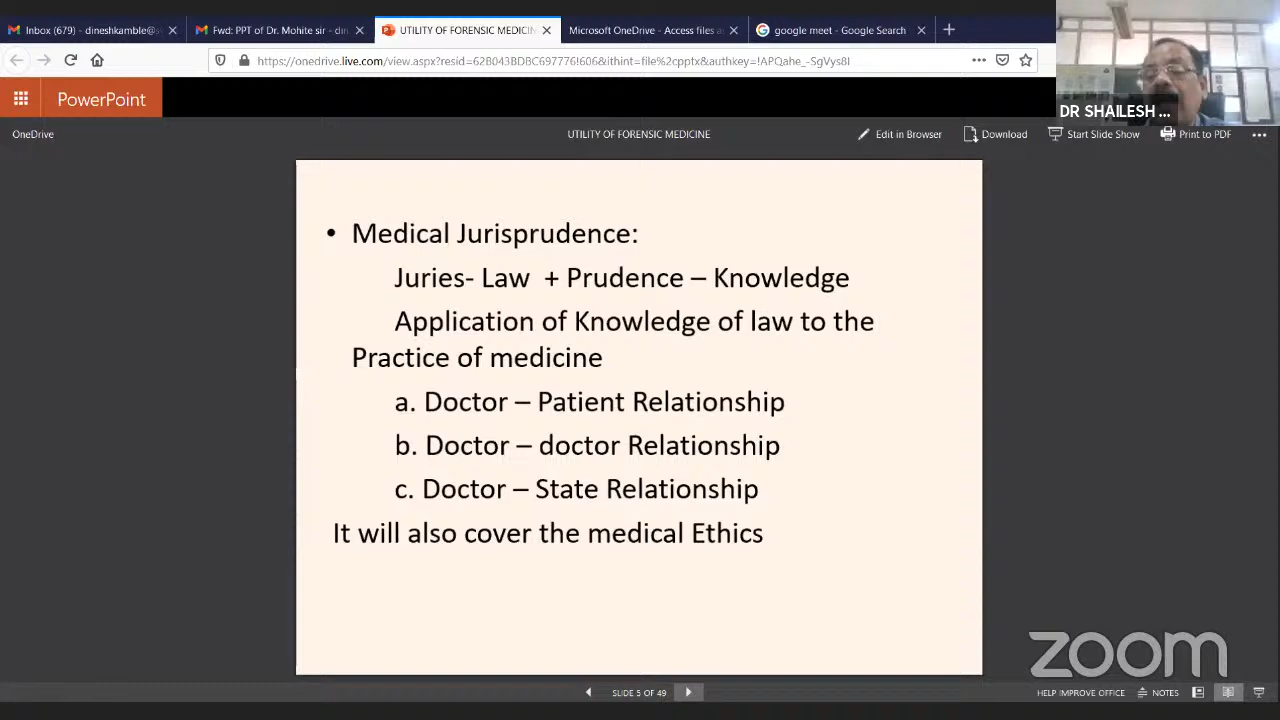 Inbox (679) - dineshkamble@s
Fwd: PPT of Dr. Mohite sir - din
UTILITY OF FORENSIC MEDICIN
Microsoft OneDrive - Access files a
google meet - Google Search
https://onedrive.live.com/view.aspx?resid=62B043BDBC697776!606&ithint=file%2cpptx&authkey=!APQahe_-SgVys8I
PowerPoint
DR SHAILESH ...
OneDrive
UTILITY OF FORENSIC MEDICINE
Edit in Browser
Download
Start Slide Show
Print to PDF
• Medical Jurisprudence:
Juries- Law + Prudence – Knowledge
Application of Knowledge of law to the
Practice of medicine
a. Doctor – Patient Relationship
b. Doctor – doctor Relationship
c. Doctor – State Relationship
It will also cover the medical Ethics
zoom
SLIDE 5 OF 49
HELP IMPROVE OFFICE
NOTES